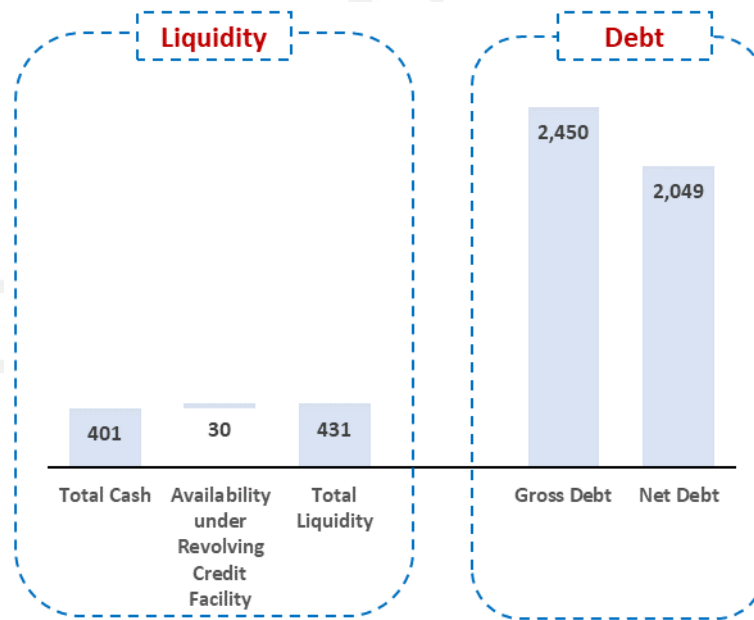 Liquidity
Debt
2,450
2,049
401
30
431
Total Cash
Availability
under
Revolving
Credit
Facility
Total
Liquidity
Gross Debt
Net Debt